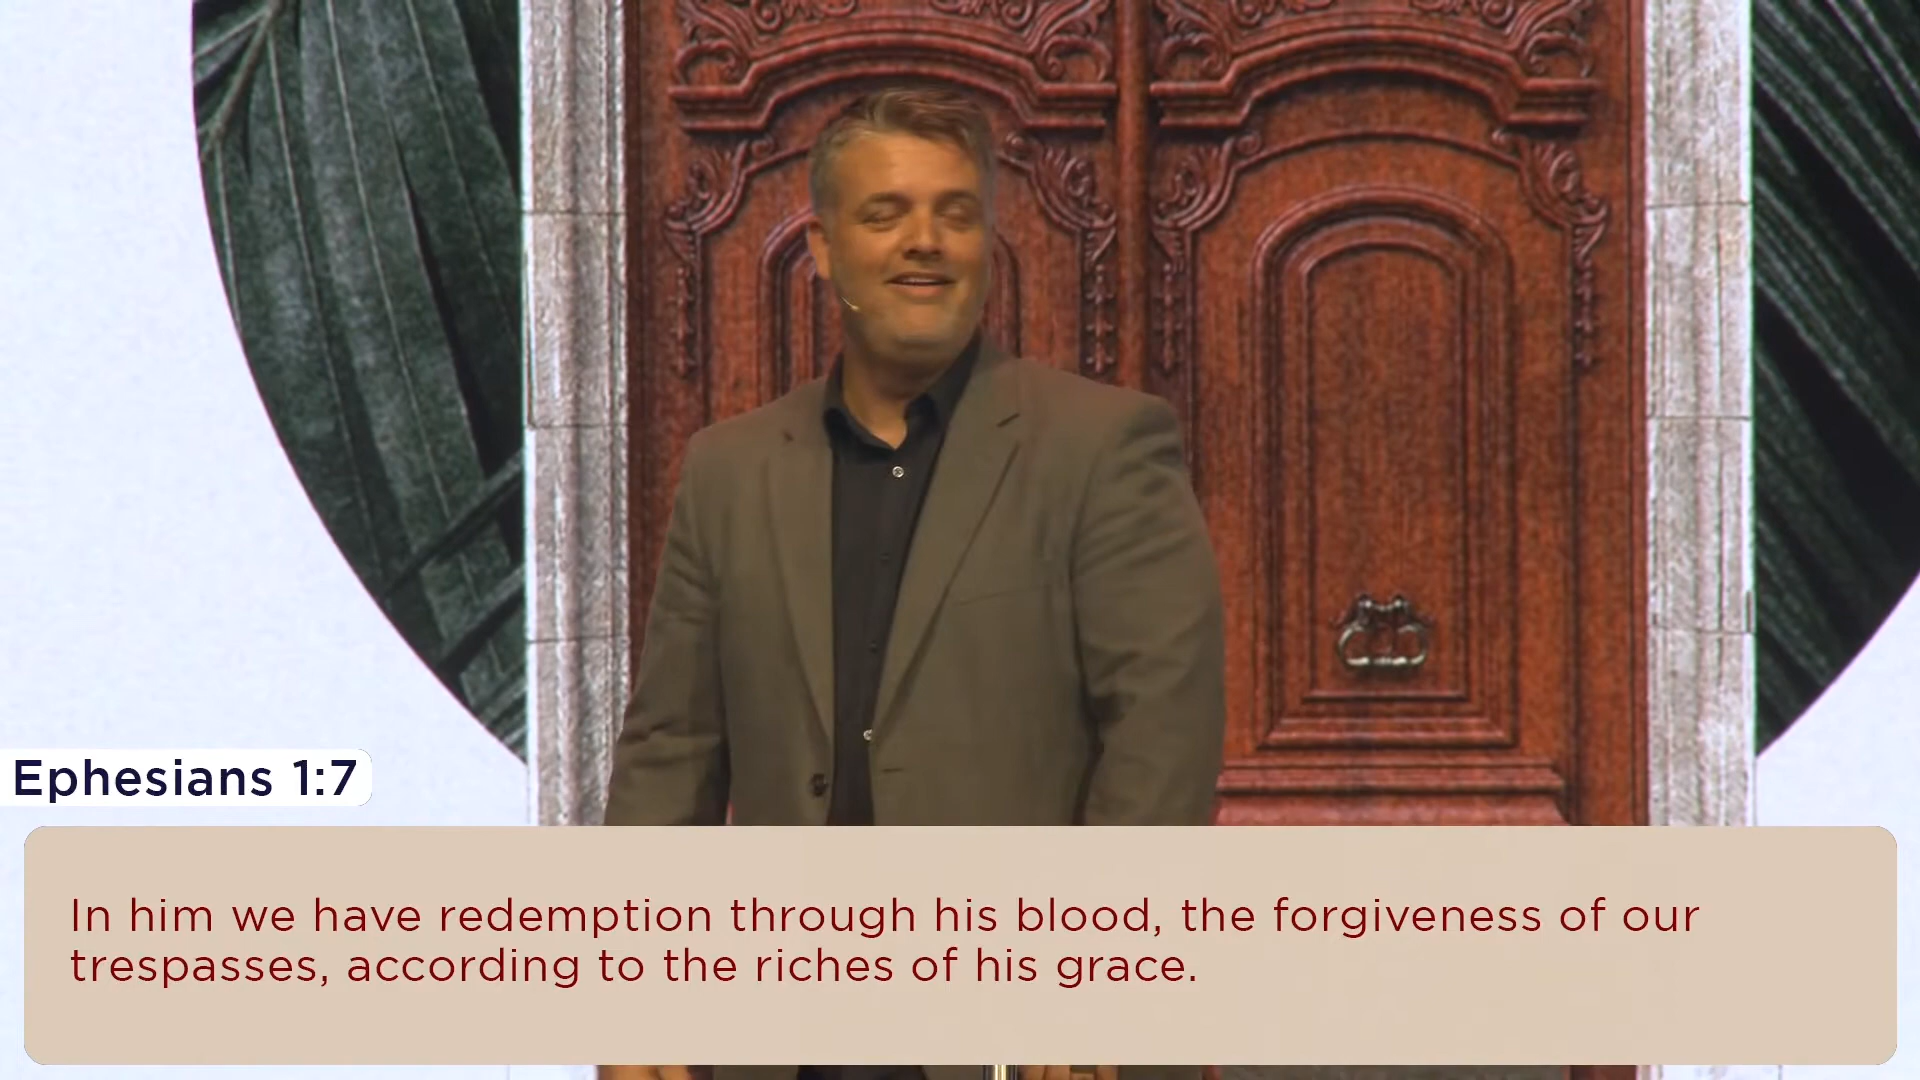 Ephesians 1:7
In him we have redemption through his blood, the forgiveness of our
trespasses, according to the riches of his grace.